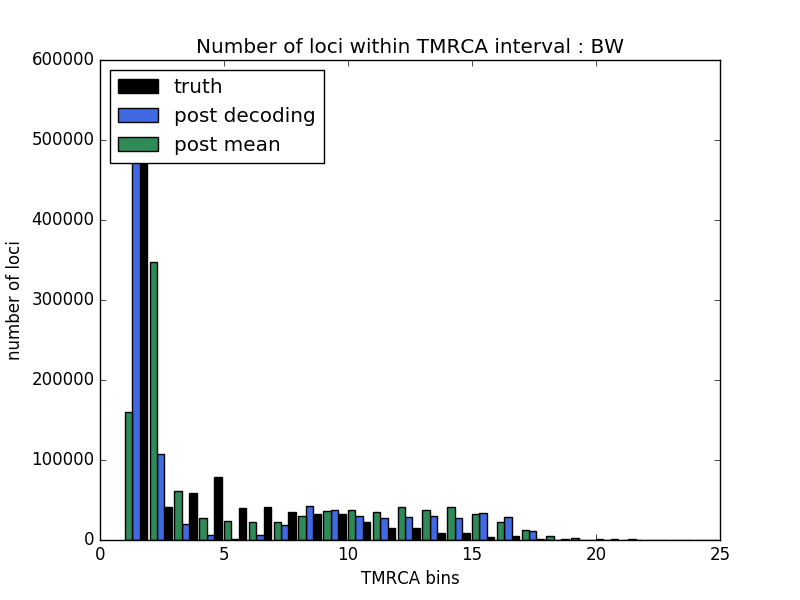 Number of loci within TMRCA interval : BW
600000
500000
400000
300000
200000
100000
0
number of loci
truth
post decoding
post mean
0 5 10 15 20 25
TMRCA bins